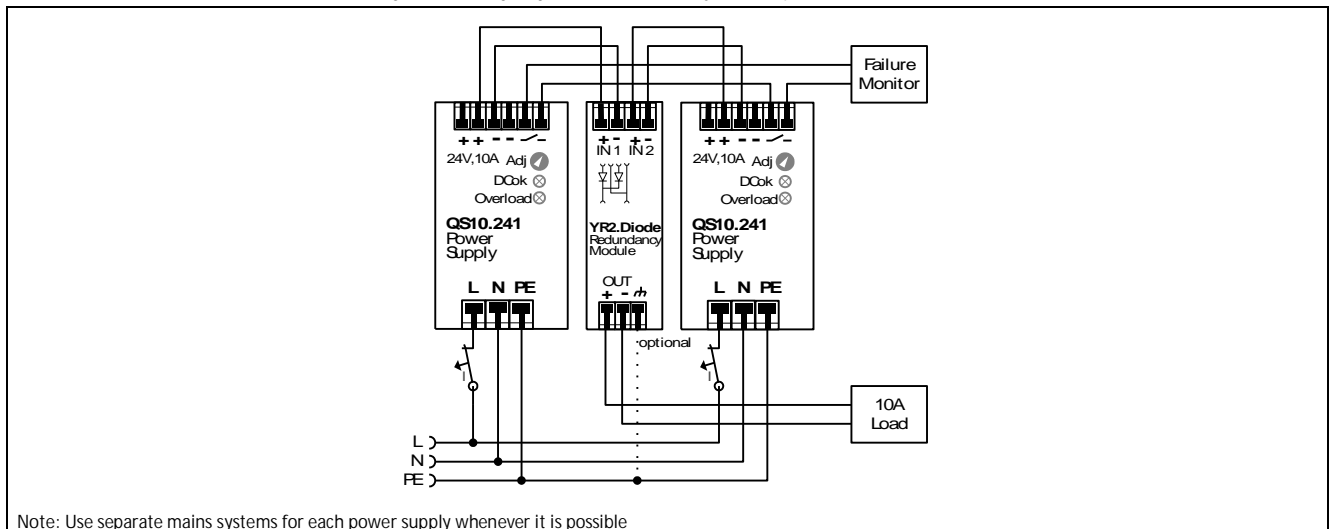 Failure
Monitor
+ + - -
24V,10A Adj
DCok
Overload
QS10.241
Power
Supply
L N PE
+ - + -
IN 1 IN 2
YR2.Diode
Redundancy
Module
OUT
+ -
optional
+ + - -
24V,10A Adj
DCok
Overload
QS10.241
Power
Supply
L N PE
I
I
10A
Load
L
N
PE
Note: Use separate mains systems for each power supply whenever it is possible